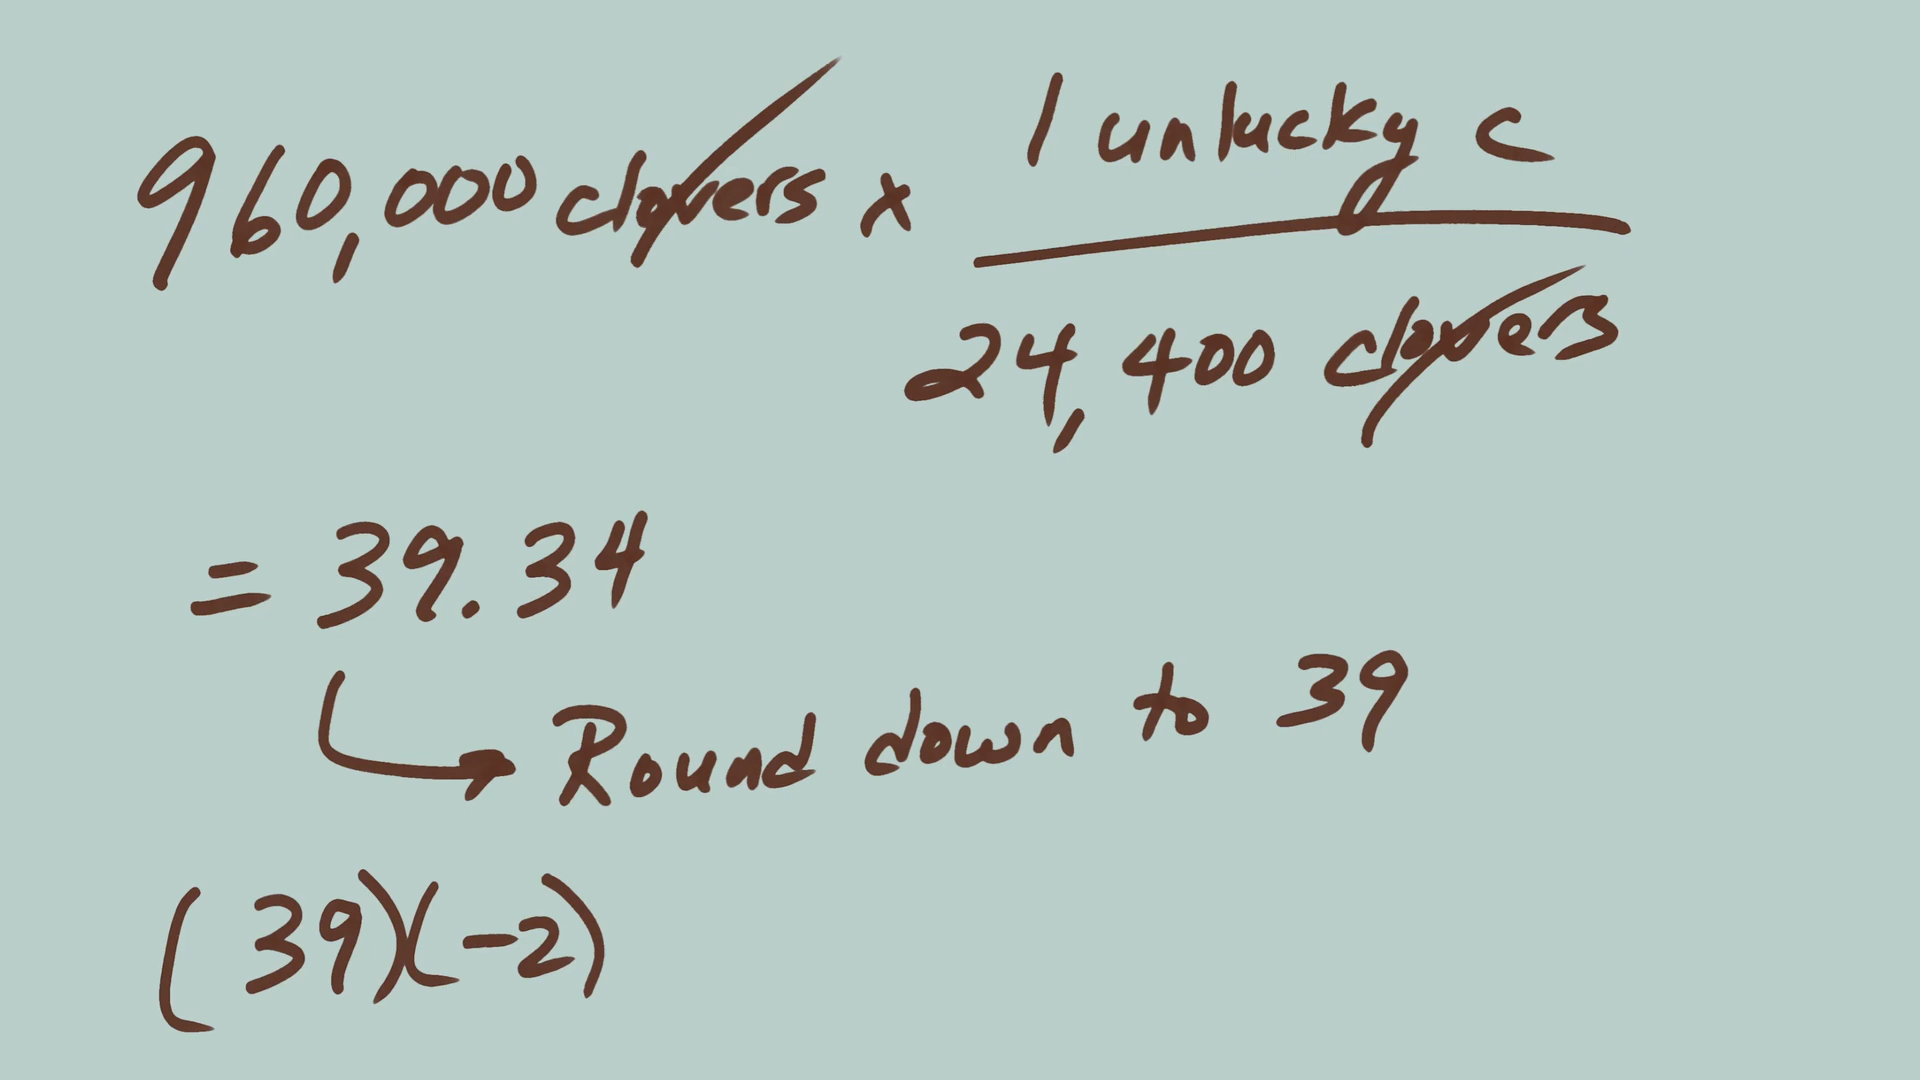 960,000 clovers x 1 unlucky c
24,400 clovers
= 39.34
Round down to 39
(39)(-2)